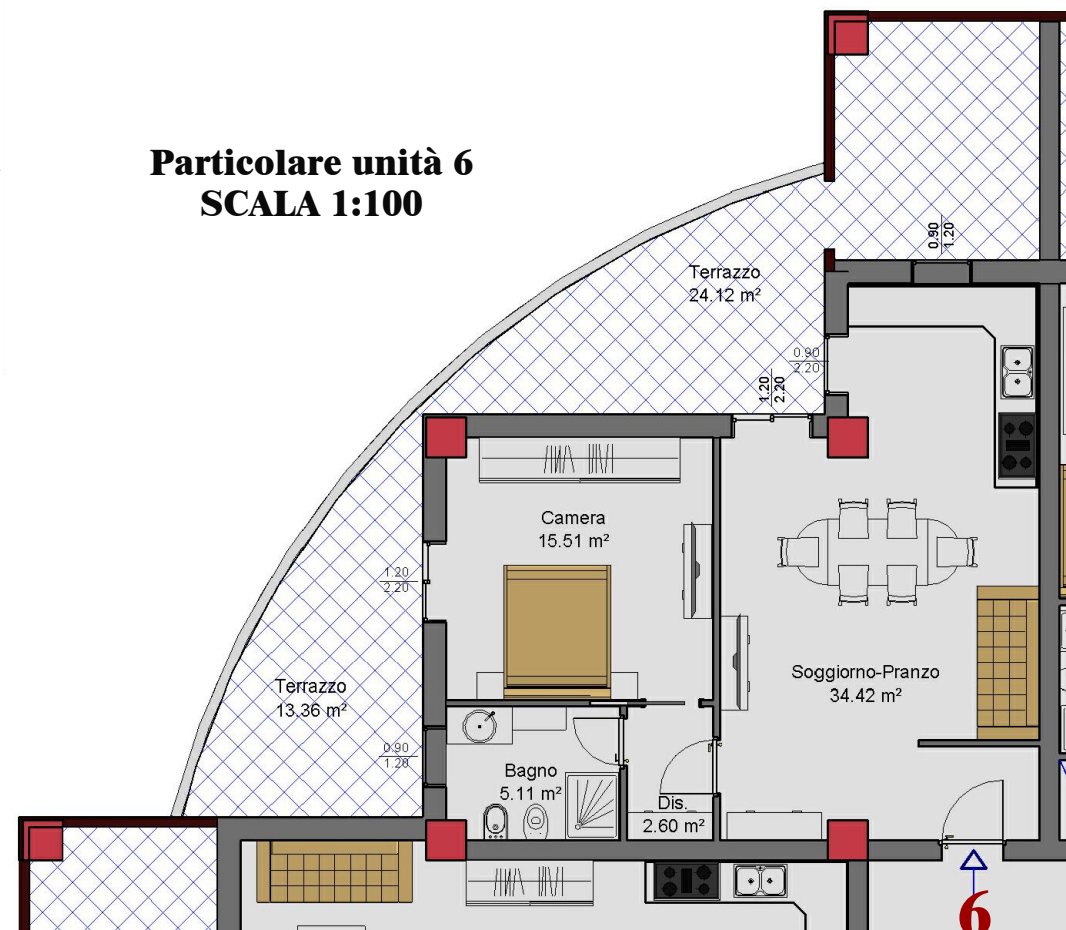 Particolare unità 6
SCALA 1:100
0.90
1.20
Terrazzo
24.12 m²
0.90
2.20
1.20
2.20
Camera
15.51 m²
1.20
2.20
Soggiorno-Pranzo
34.42 m²
Terrazzo
13.36 m²
0.90
1.20
Bagno
5.11 m²
Dis.
2.60 m²
6